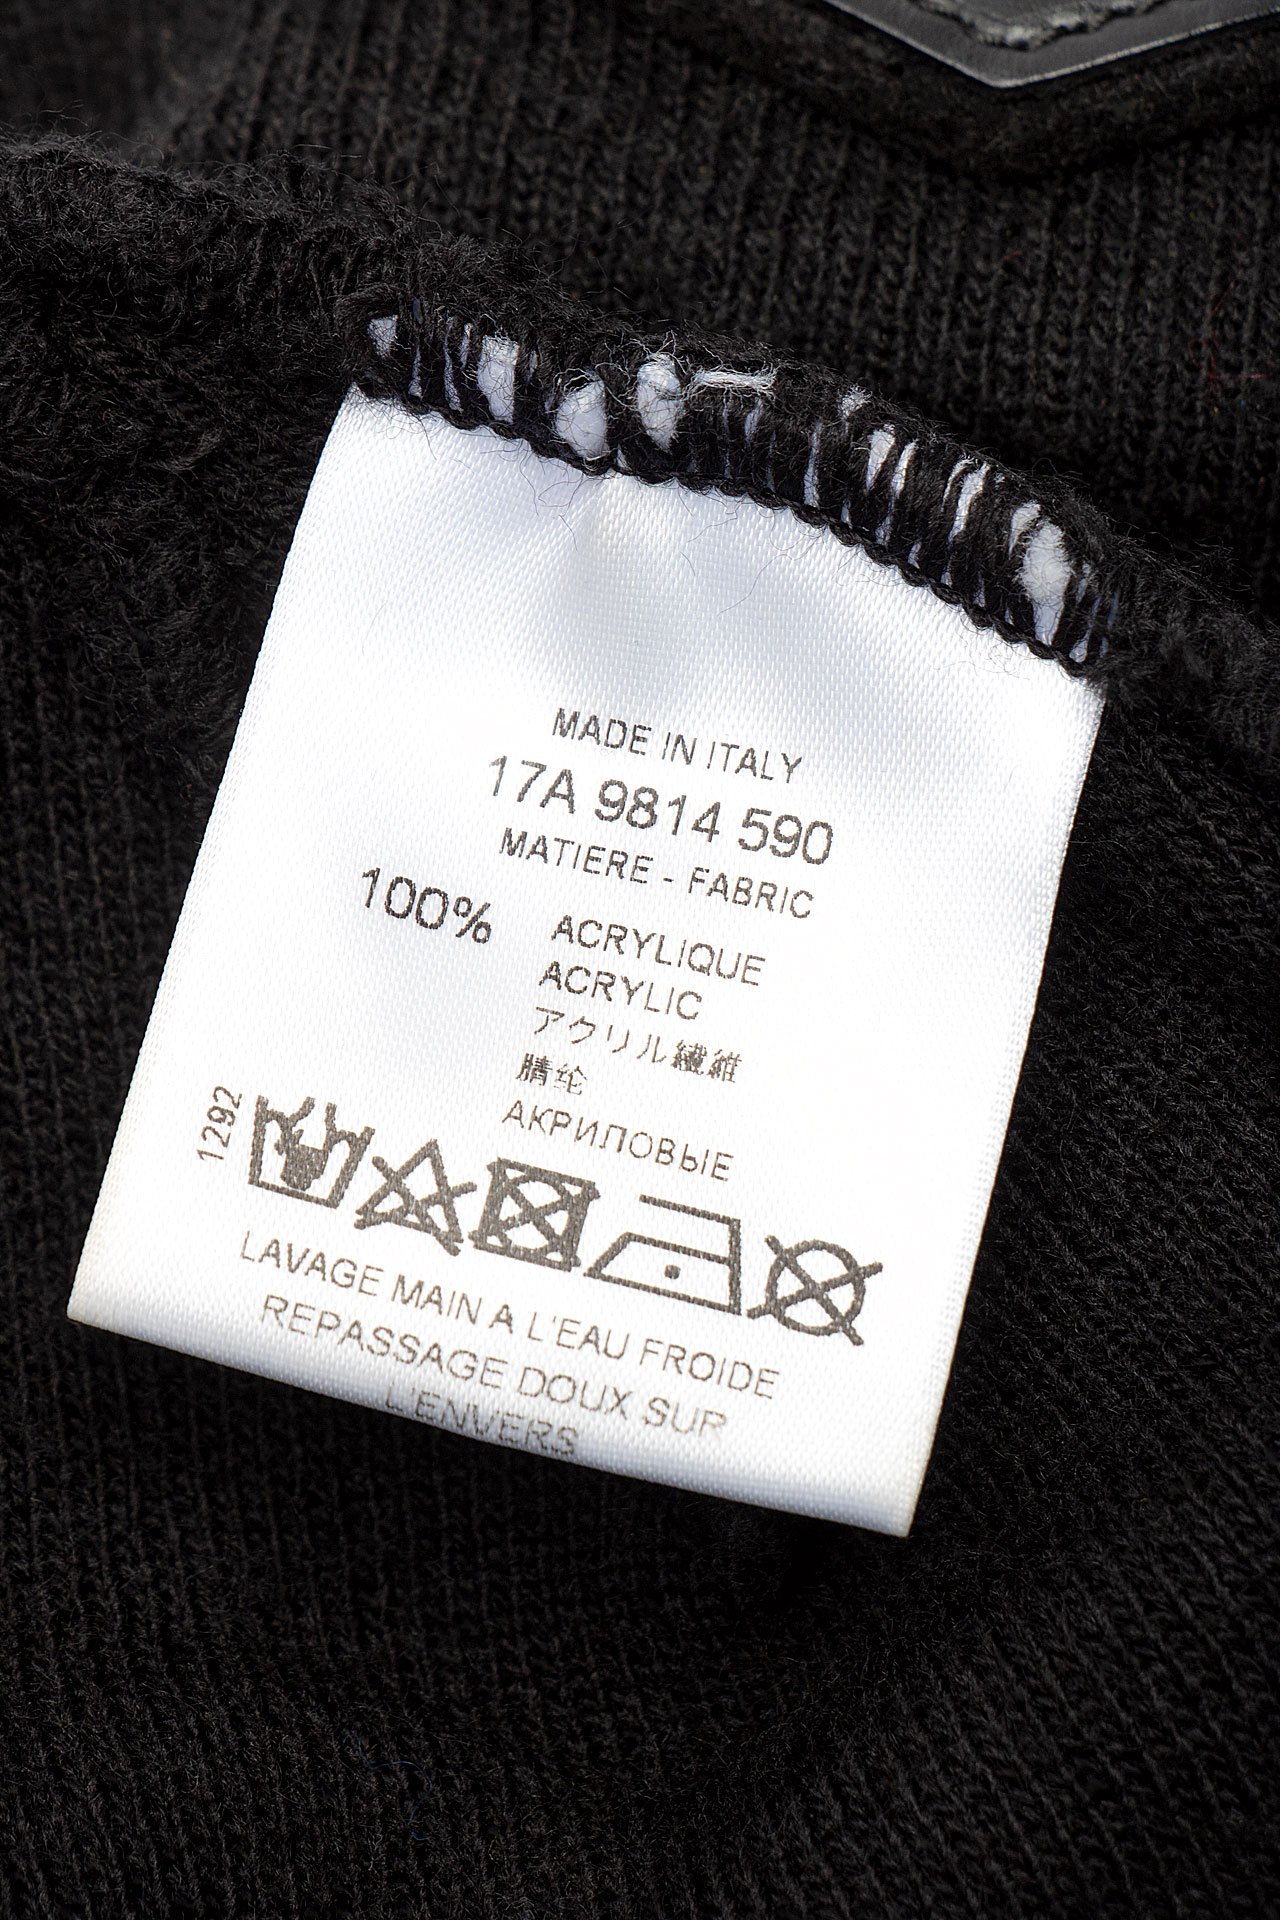 MADE IN ITALY
17A 9814 590
MATIERE - FABRIC
100% ACRYLIQUE
ACRYLIC
アクリル繊維
腈纶
АКРИЛОВЫЕ
1292
LAVAGE MAIN A L'EAU FROIDE
REPASSAGE DOUX SUR
L'ENVERS